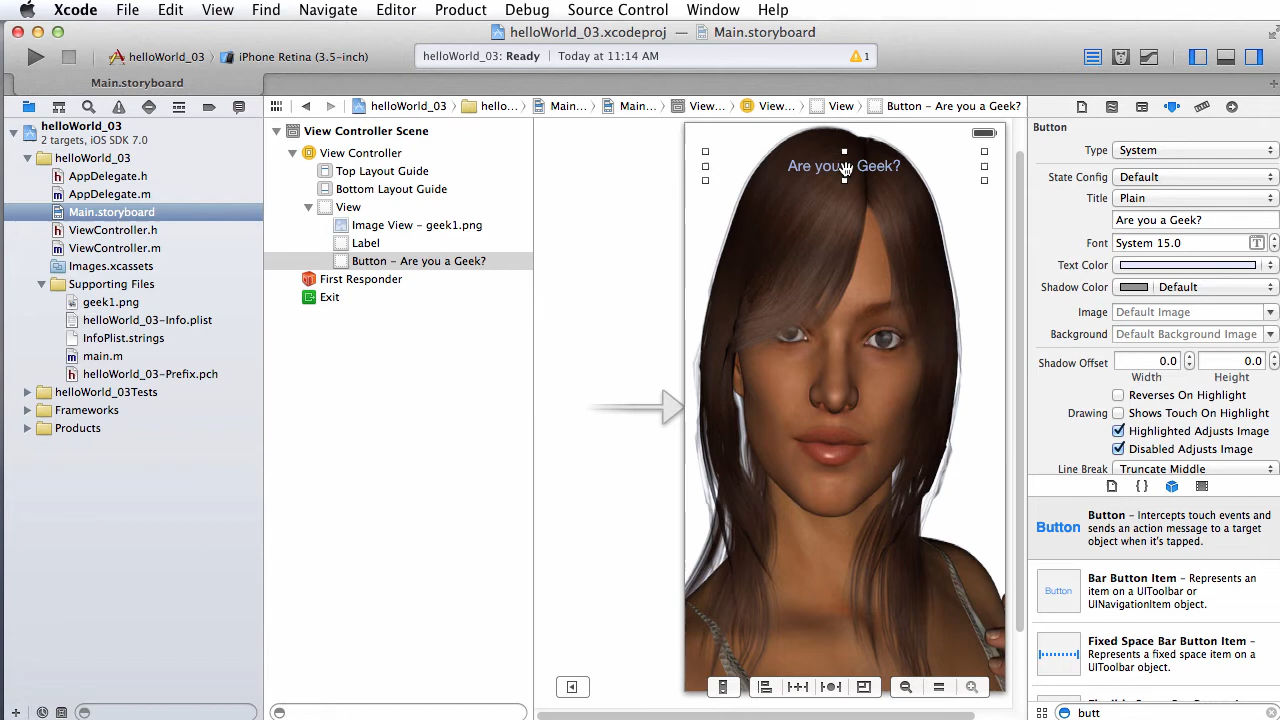 Xcode File Edit View Find Navigate Editor Product Debug Source Control Window Help
helloWorld_03.xcodeproj — Main.storyboard
helloWorld_03 iPhone Retina (3.5-inch)
helloWorld_03: Ready Today at 11:14 AM 1
Main.storyboard
helloWorld_03 hello... Main... Main... View... View... View Button – Are you a Geek?
helloWorld_03
2 targets, iOS SDK 7.0
helloWorld_03
AppDelegate.h
AppDelegate.m
Main.storyboard
ViewController.h
ViewController.m
Images.xcassets
Supporting Files
geek1.png
helloWorld_03-Info.plist
InfoPlist.strings
main.m
helloWorld_03-Prefix.pch
helloWorld_03Tests
Frameworks
Products
View Controller Scene
View Controller
Top Layout Guide
Bottom Layout Guide
View
Image View – geek1.png
Label
Button – Are you a Geek?
First Responder
Exit
Are you Geek?
Button
Type System
State Config Default
Title Plain
Are you a Geek?
Font System 15.0
Text Color
Shadow Color Default
Image Default Image
Background Default Background Image
Shadow Offset 0.0 0.0
Width Height
Reverses On Highlight
Drawing Shows Touch On Highlight
Highlighted Adjusts Image
Disabled Adjusts Image
Line Break Truncate Middle
Button Button – Intercepts touch events and
sends an action message to a target
object when it's tapped.
Button Bar Button Item – Represents an
item on a UIToolbar or
UINavigationItem object.
Fixed Space Bar Button Item –
Represents a fixed space item on a
UIToolbar object.
butt